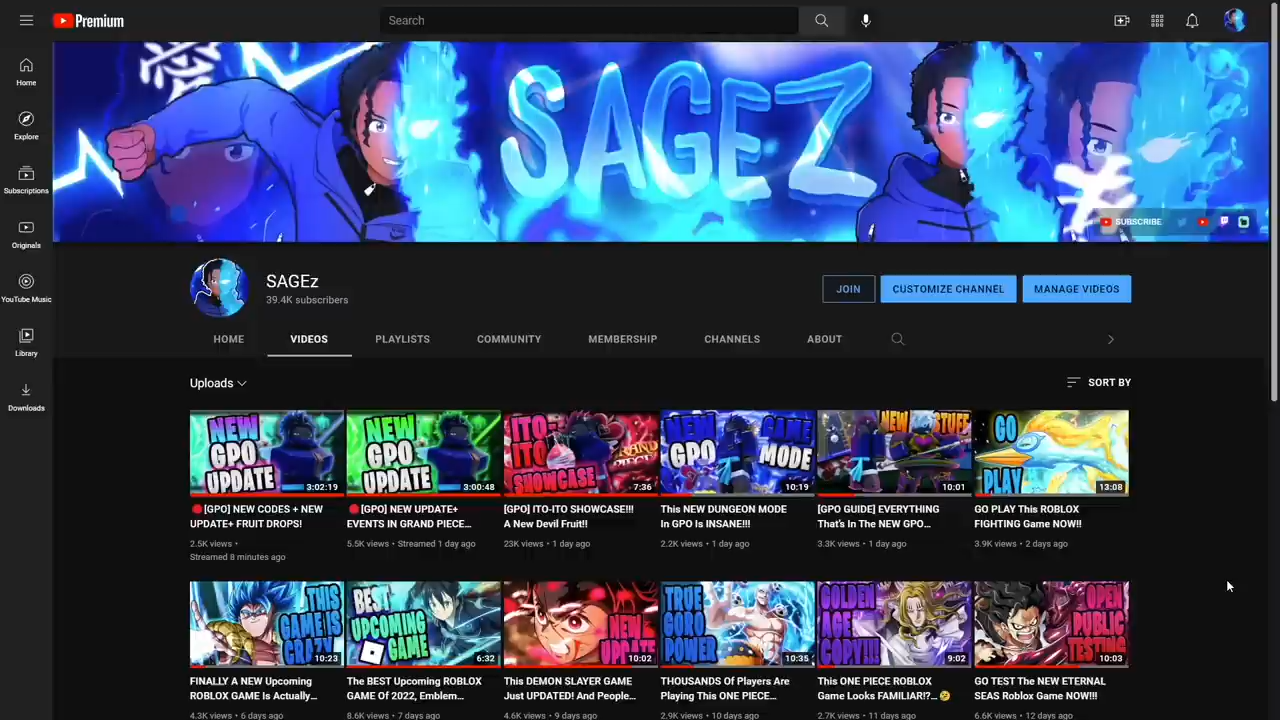 Premium
Search
Home
Explore
Subscriptions
Originals
YouTube Music
Library
Downloads
SAGEZ
SUBSCRIBE
SAGEz
39.4K subscribers
JOIN
CUSTOMIZE CHANNEL
MANAGE VIDEOS
HOME
VIDEOS
PLAYLISTS
COMMUNITY
MEMBERSHIP
CHANNELS
ABOUT
Uploads
SORT BY
NEW
GPO
UPDATE
3:02:19
[GPO] NEW CODES + NEW
UPDATE+ FRUIT DROPS!
2.5K views •
Streamed 8 minutes ago
NEW
GPO
UPDATE
3:00:48
[GPO] NEW UPDATE+
EVENTS IN GRAND PIECE...
5.5K views • Streamed 1 day ago
ITO-
ITO
SHOWCASE
7:36
[GPO] ITO-ITO SHOWCASE!!!
A New Devil Fruit!!
23K views • 1 day ago
NEW
GPO
GAME
MODE
10:19
This NEW DUNGEON MODE
In GPO Is INSANE!!!
2.2K views • 1 day ago
NEW STUFF
10:01
[GPO GUIDE] EVERYTHING
That's In The NEW GPO...
3.3K views • 1 day ago
GO
PLAY
13:08
GO PLAY This ROBLOX
FIGHTING Game NOW!!
3.9K views • 2 days ago
THIS
GAME IS
CRAZY
10:23
FINALLY A NEW Upcoming
ROBLOX GAME Is Actually...
4.3K views • 6 days ago
BEST
UPCOMING
GAME
6:32
The BEST Upcoming ROBLOX
GAME Of 2022, Emblem...
8.6K views • 7 days ago
NEW
UPDATE
10:02
This DEMON SLAYER GAME
Just UPDATED! And People...
4.6K views • 9 days ago
TRUE
GORO
POWER
10:35
THOUSANDS Of Players Are
Playing This ONE PIECE...
2.9K views • 10 days ago
GOLDEN
AGE
COPY!!!
9:02
This ONE PIECE ROBLOX
Game Looks FAMILIAR!?...
2.7K views • 11 days ago
OPEN
PUBLIC
TESTING
10:03
GO TEST The NEW ETERNAL
SEAS Roblox Game NOW!!!
6.6K views • 12 days ago